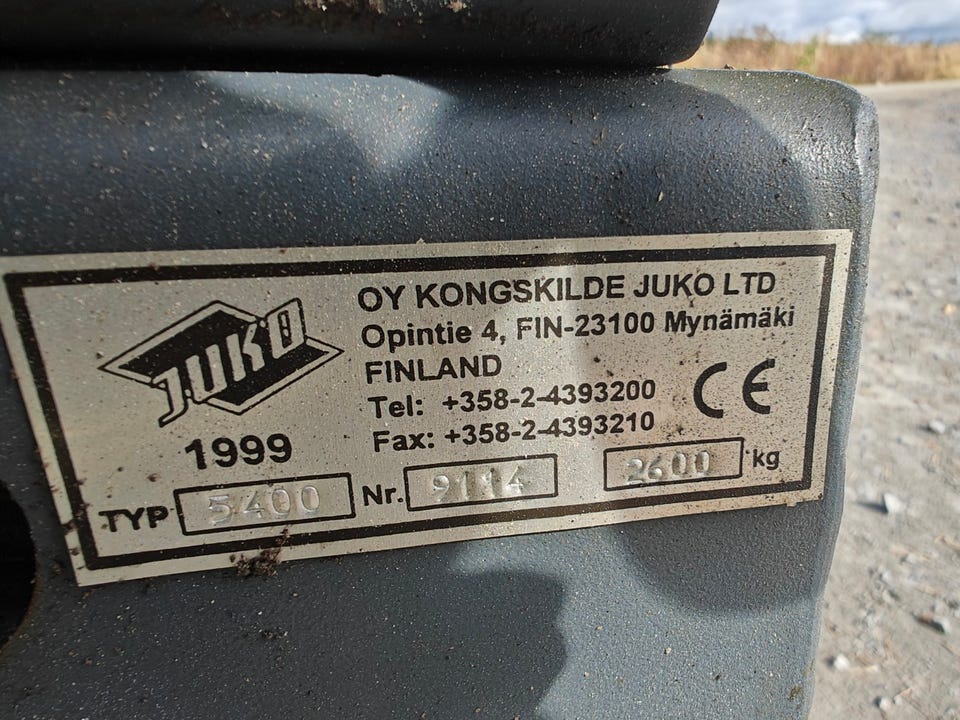 JUKO
1999
OY KONGSKILDE JUKO LTD
Opintie 4, FIN-23100 Mynämäki
FINLAND
Tel: +358-2-4393200
Fax: +358-2-4393210
CE
TYP 5400 Nr. 9114 2600 kg